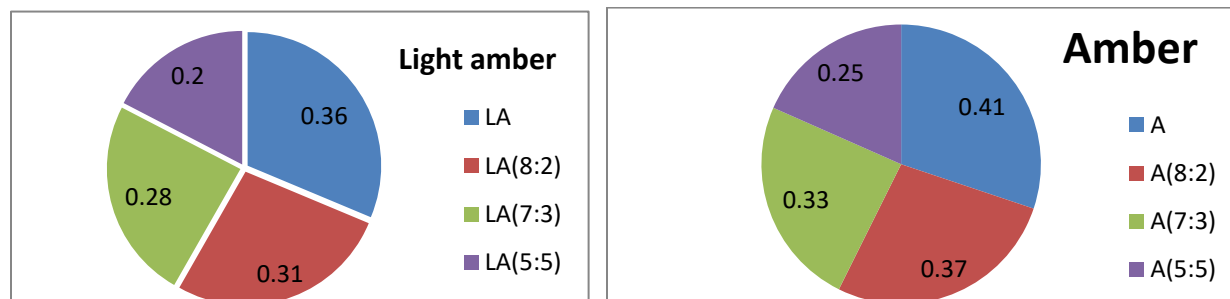 Light amber
0.36
0.31
0.28
0.2
LA
LA(8:2)
LA(7:3)
LA(5:5)
Amber
0.41
0.37
0.33
0.25
A
A(8:2)
A(7:3)
A(5:5)